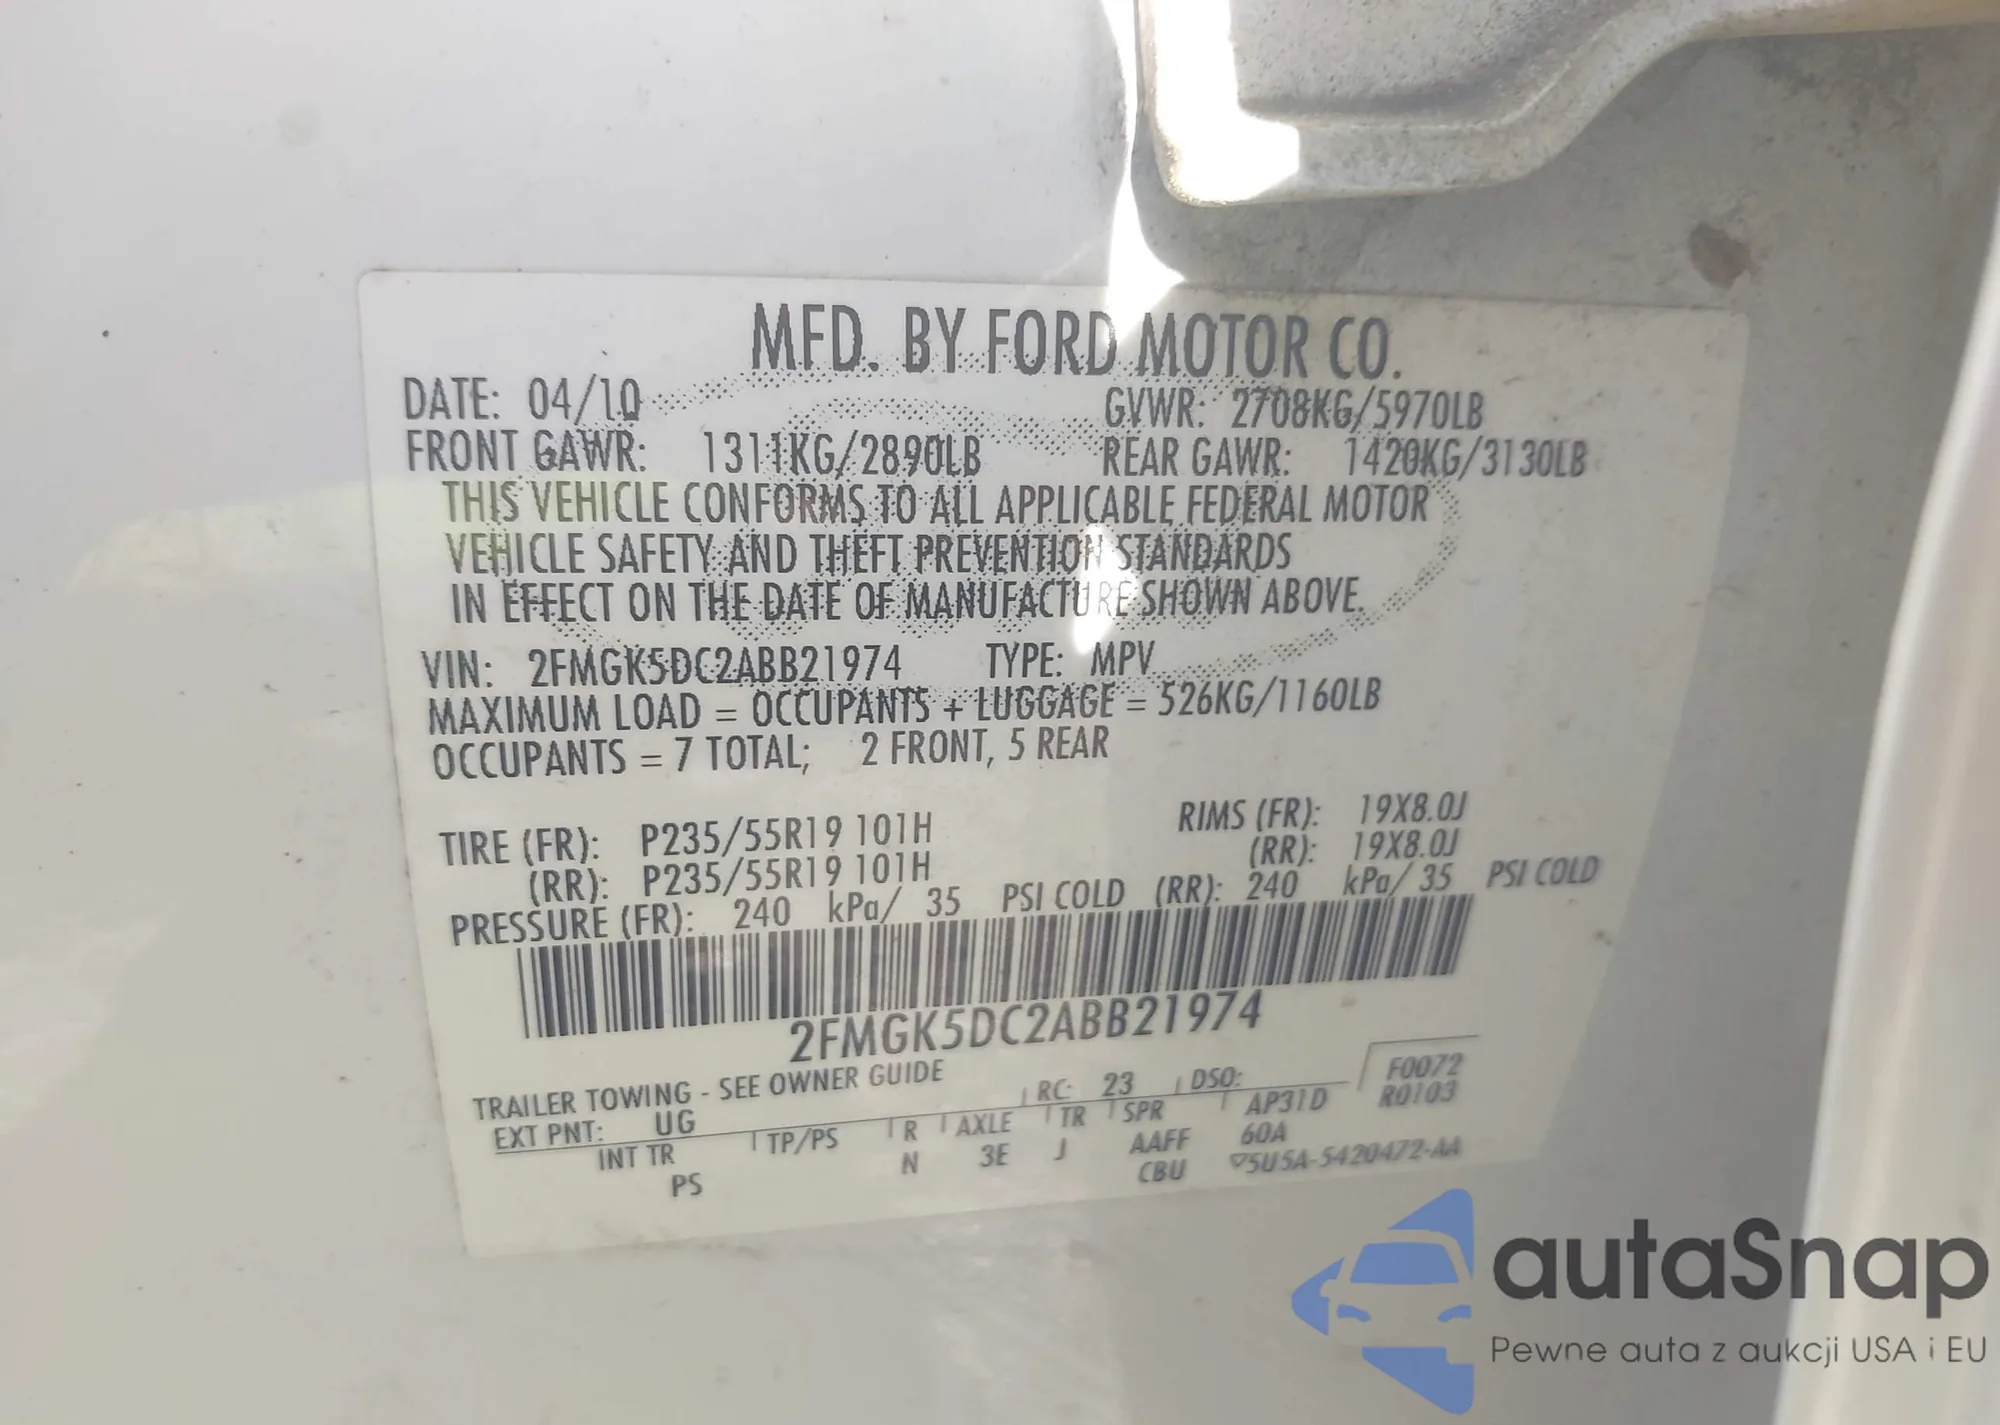 MFD. BY FORD MOTOR CO.
DATE: 04/10 GVWR: 2708KG/5970LB
FRONT GAWR: 1311KG/2890LB REAR GAWR: 1420KG/3130LB
THIS VEHICLE CONFORMS TO ALL APPLICABLE FEDERAL MOTOR
VEHICLE SAFETY AND THEFT PREVENTION STANDARDS
IN EFFECT ON THE DATE OF MANUFACTURE SHOWN ABOVE.
VIN: 2FMGK5DC2ABB21974 TYPE: MPV
MAXIMUM LOAD = OCCUPANTS + LUGGAGE = 526KG/1160LB
OCCUPANTS = 7 TOTAL; 2 FRONT, 5 REAR
TIRE (FR): P235/55R19 101H RIMS (FR): 19X8.0J
(RR): P235/55R19 101H (RR): 19X8.0J
PRESSURE (FR): 240 kPa/ 35 PSI COLD (RR): 240 kPa/ 35 PSI COLD
2FMGK5DC2ABB21974
TRAILER TOWING - SEE OWNER GUIDE
EXT PNT: UG RC: 23 DSO: F0072
R0103
INT TR TP/PS R AXLE TR SPR AP31D
PS N 3E J AAFF 60A
CBU ▽5U5A-5420472-AA
autaSnap
Pewne auta z aukcji USA i EU